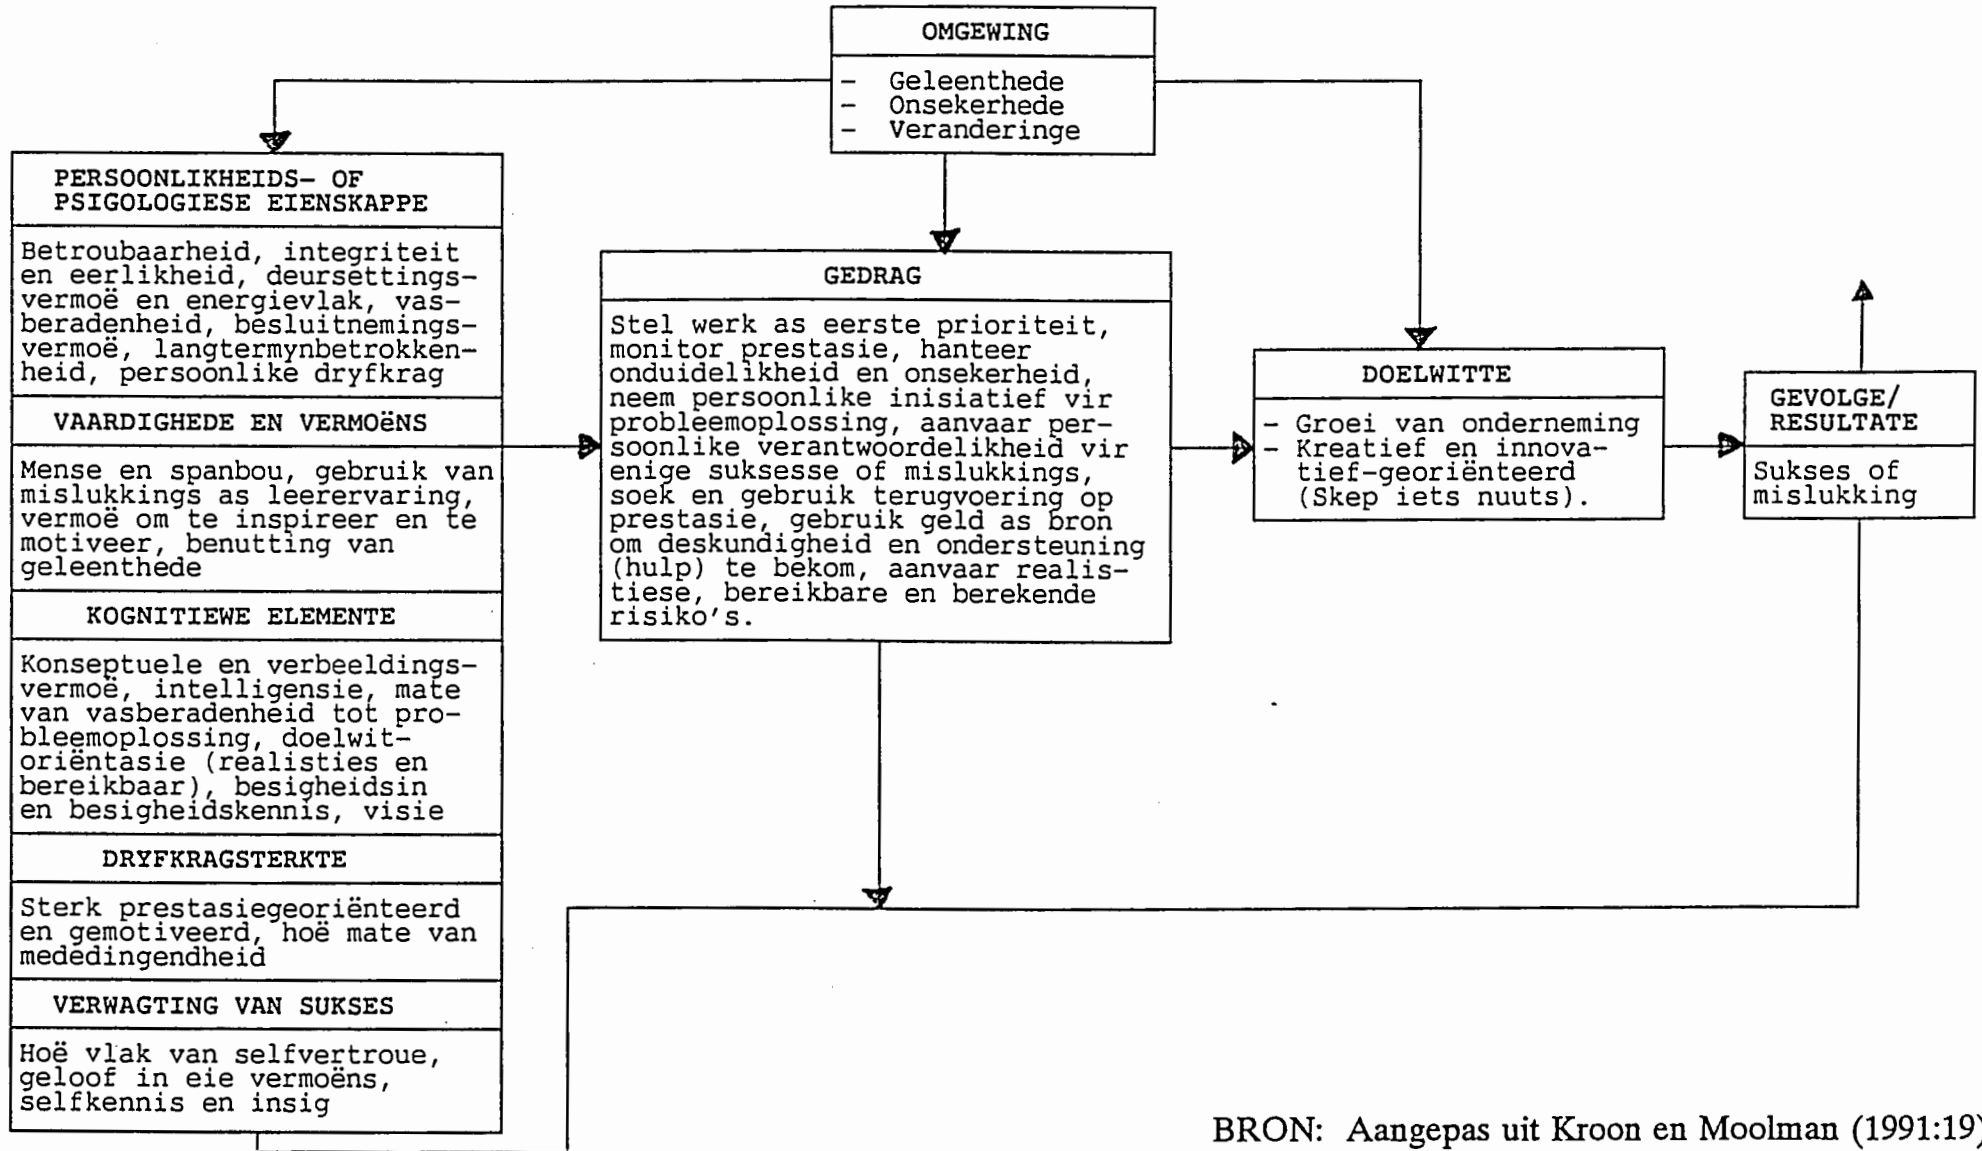 OMGEWING
- Geleenthede
- Onsekerhede
- Veranderinge
PERSOONLIKHEIDS- OF
PSIGOLOGIESE EIENSKAPPE
Betroubaarheid, integriteit
en eerlikheid, deursettings-
vermoë en energievlak, vas-
beradenheid, besluitnemings-
vermoë, langtermynbetrokken-
heid, persoonlike dryfkrag
VAARDIGHEDE EN VERMOëNS
Mense en spanbou, gebruik van
mislukkings as leerervaring,
vermoë om te inspireer en te
motiveer, benutting van
geleenthede
KOGNITIEWE ELEMENTE
Konseptuele en verbeeldings-
vermoë, intelligensie, mate
van vasberadenheid tot pro-
bleemoplossing, doelwit-
oriëntasie (realisties en
bereikbaar), besigheidsin
en besigheidskennis, visie
DRYFKRAGSTERKTE
Sterk prestasiegeoriënteerd
en gemotiveerd, hoë mate van
mededingendheid
VERWAGTING VAN SUKSES
Hoë vlak van selfvertroue,
geloof in eie vermoëns,
selfkennis en insig
GEDRAG
Stel werk as eerste prioriteit,
monitor prestasie, hanteer
onduidelikheid en onsekerheid,
neem persoonlike inisiatief vir
probleemoplossing, aanvaar per-
soonlike verantwoordelikheid vir
enige suksesse of mislukkings,
soek en gebruik terugvoering op
prestasie, gebruik geld as bron
om deskundigheid en ondersteuning
(hulp) te bekom, aanvaar realis-
tiese, bereikbare en berekende
risiko's.
DOELWITTE
- Groei van onderneming
- Kreatief en innova-
tief-georiënteerd
(Skep iets nuuts).
GEVOLGE/
RESULTATE
Sukses of
mislukking
BRON: Aangepas uit Kroon en Moolman (1991:19)